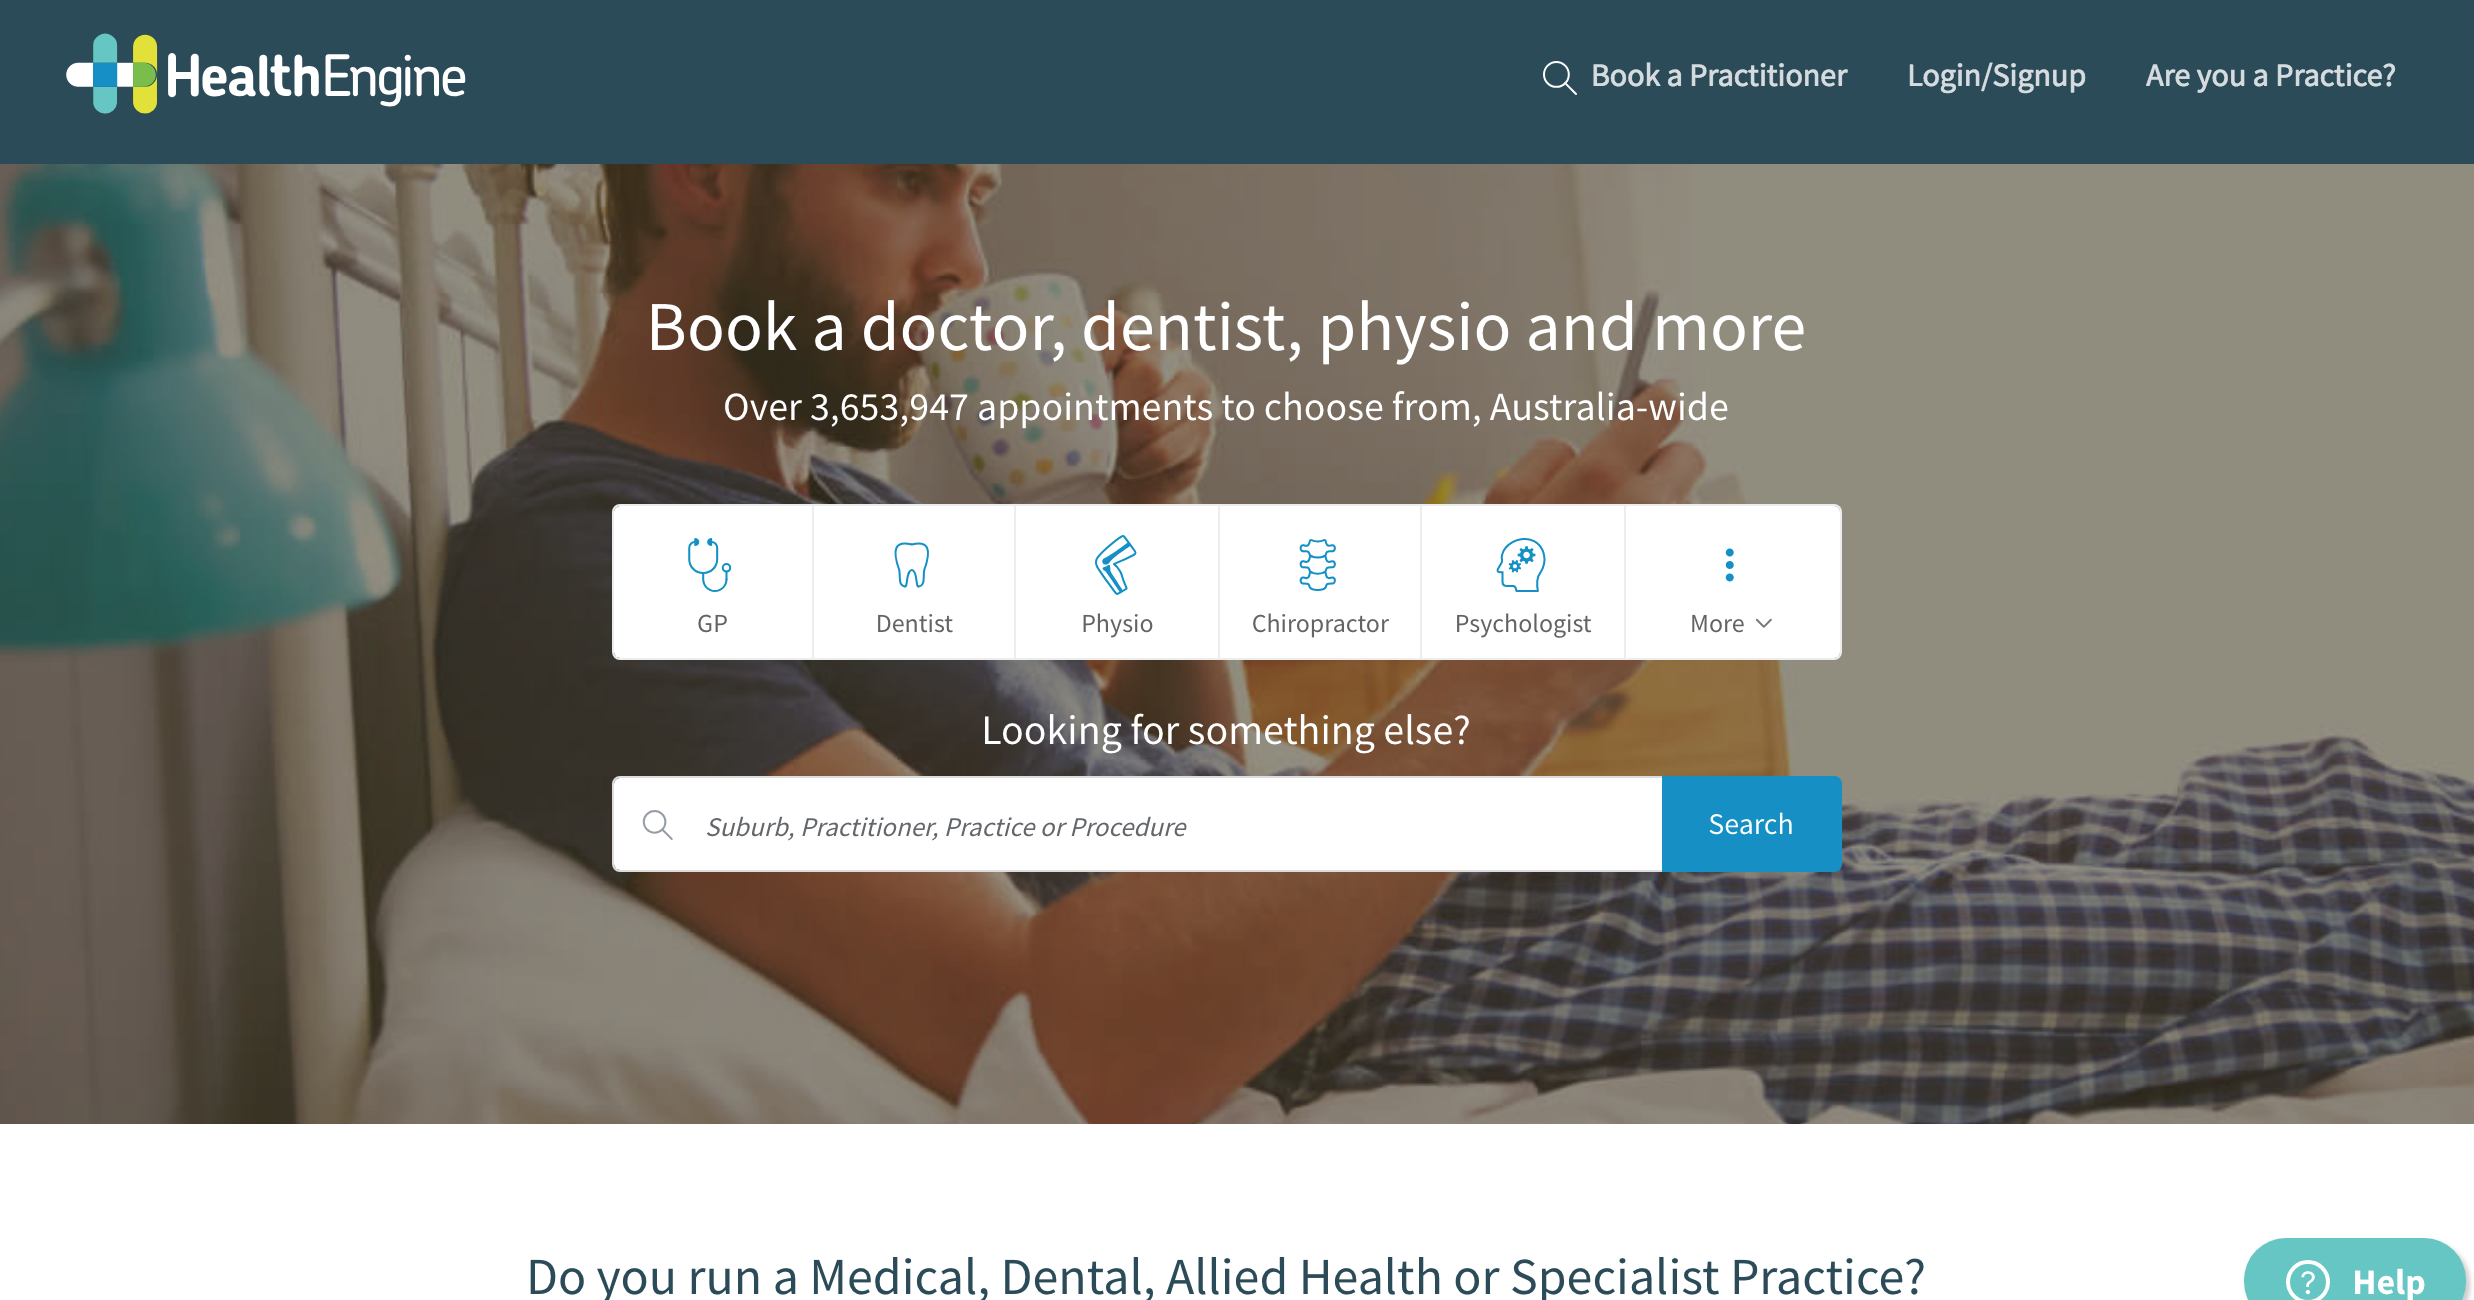 HealthEngine
Book a Practitioner
Login/Signup
Are you a Practice?
Book a doctor, dentist, physio and more
Over 3,653,947 appointments to choose from, Australia-wide
GP
Dentist
Physio
Chiropractor
Psychologist
More
Looking for something else?
Suburb, Practitioner, Practice or Procedure
Search
Do you run a Medical, Dental, Allied Health or Specialist Practice?
? Help